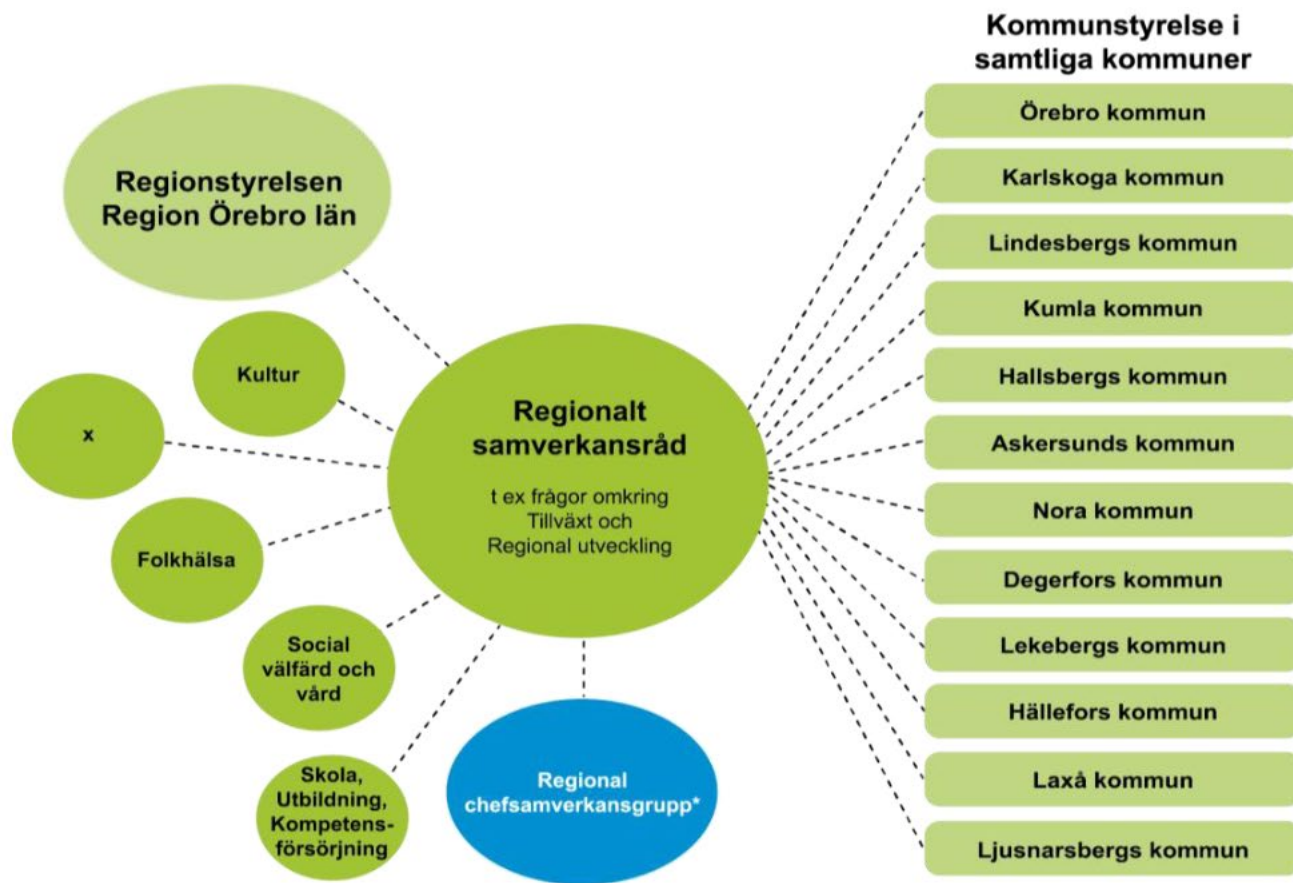 Kommunstyrelse i
samtliga kommuner
Regionstyrelsen
Region Örebro län
Kultur
x
Folkhälsa
Social
välfärd och
vård
Skola,
Utbildning,
Kompetens-
försörjning
Regionalt
samverkansråd
t ex frågor omkring
Tillväxt och
Regional utveckling
Regional
chefsamverkansgrupp*
Örebro kommun
Karlskoga kommun
Lindesbergs kommun
Kumla kommun
Hallsbergs kommun
Askersunds kommun
Nora kommun
Degerfors kommun
Lekebergs kommun
Hällefors kommun
Laxå kommun
Ljusnarsbergs kommun